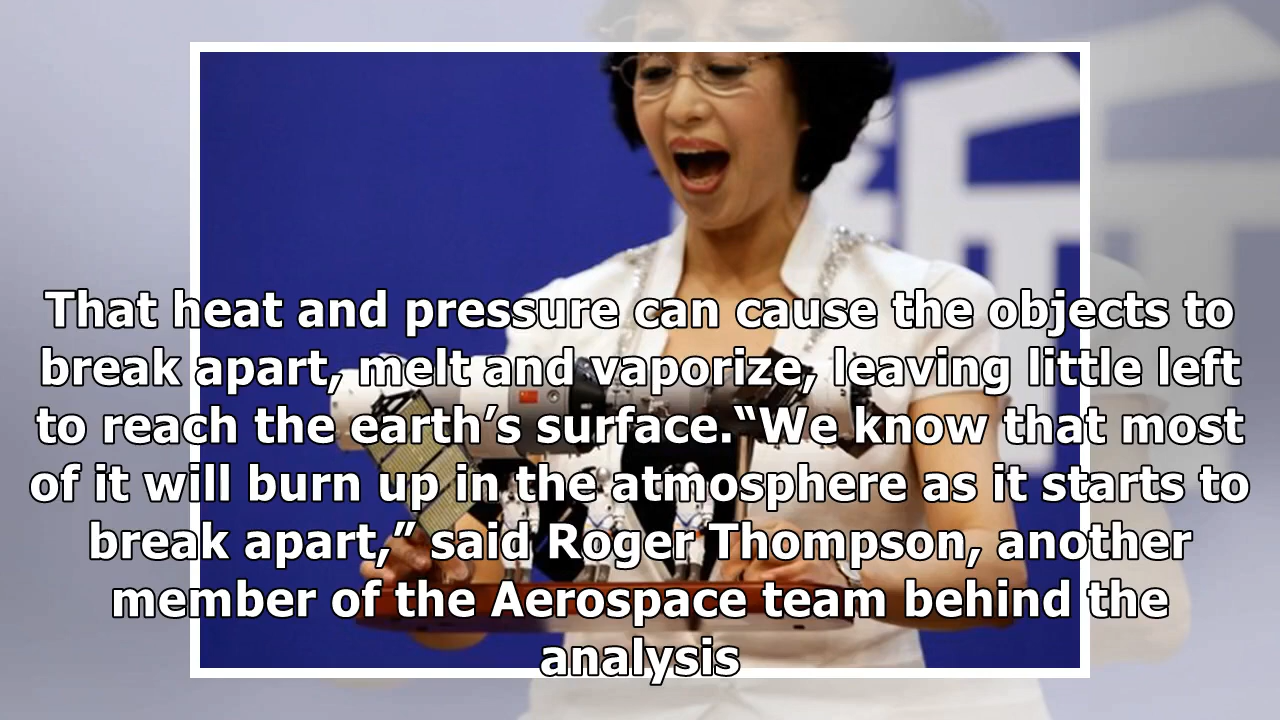 That heat and pressure can cause the objects to
break apart, melt and vaporize, leaving little left
to reach the earth’s surface.“We know that most
of it will burn up in the atmosphere as it starts to
break apart,” said Roger Thompson, another
member of the Aerospace team behind the
analysis